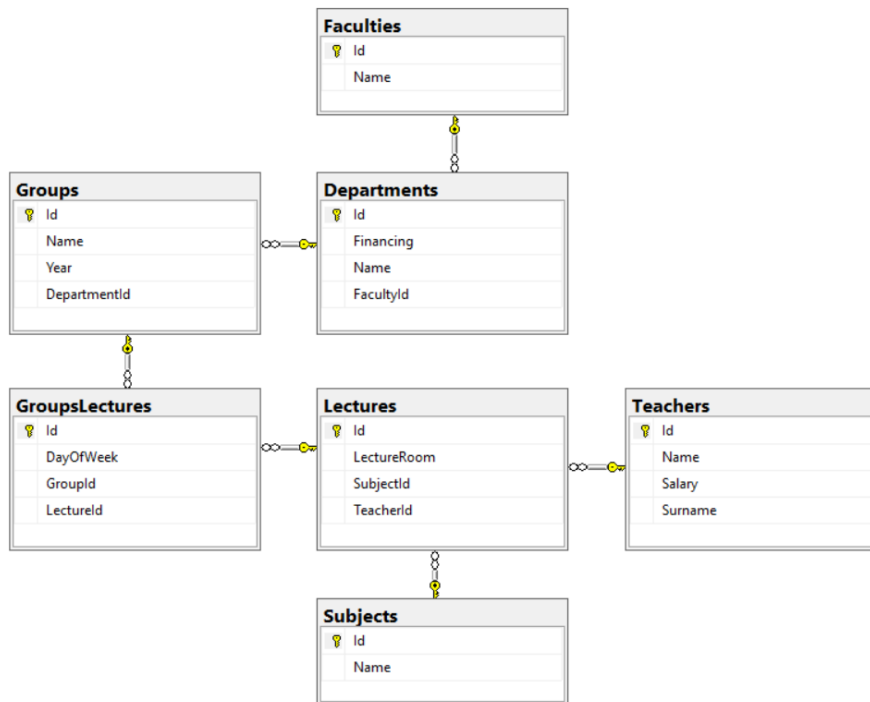 Faculties
Id
Name
Groups
Id
Name
Year
DepartmentId
Departments
Id
Financing
Name
FacultyId
GroupsLectures
Id
DayOfWeek
GroupId
LectureId
Lectures
Id
LectureRoom
SubjectId
TeacherId
Teachers
Id
Name
Salary
Surname
Subjects
Id
Name